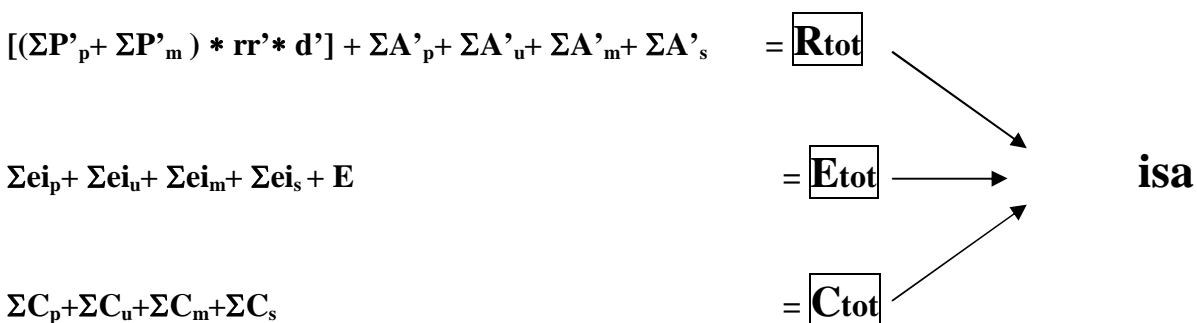 [(ΣP’ₚ+ ΣP’ₘ ) * rr’* d’] + ΣA’ₚ+ ΣA’ᵤ+ ΣA’ₘ+ ΣA’ₛ = Rtot
Σeiₚ+ Σeiᵤ+ Σeiₘ+ Σeiₛ + E = Etot
isa
ΣCₚ+ΣCᵤ+ΣCₘ+ΣCₛ = Ctot